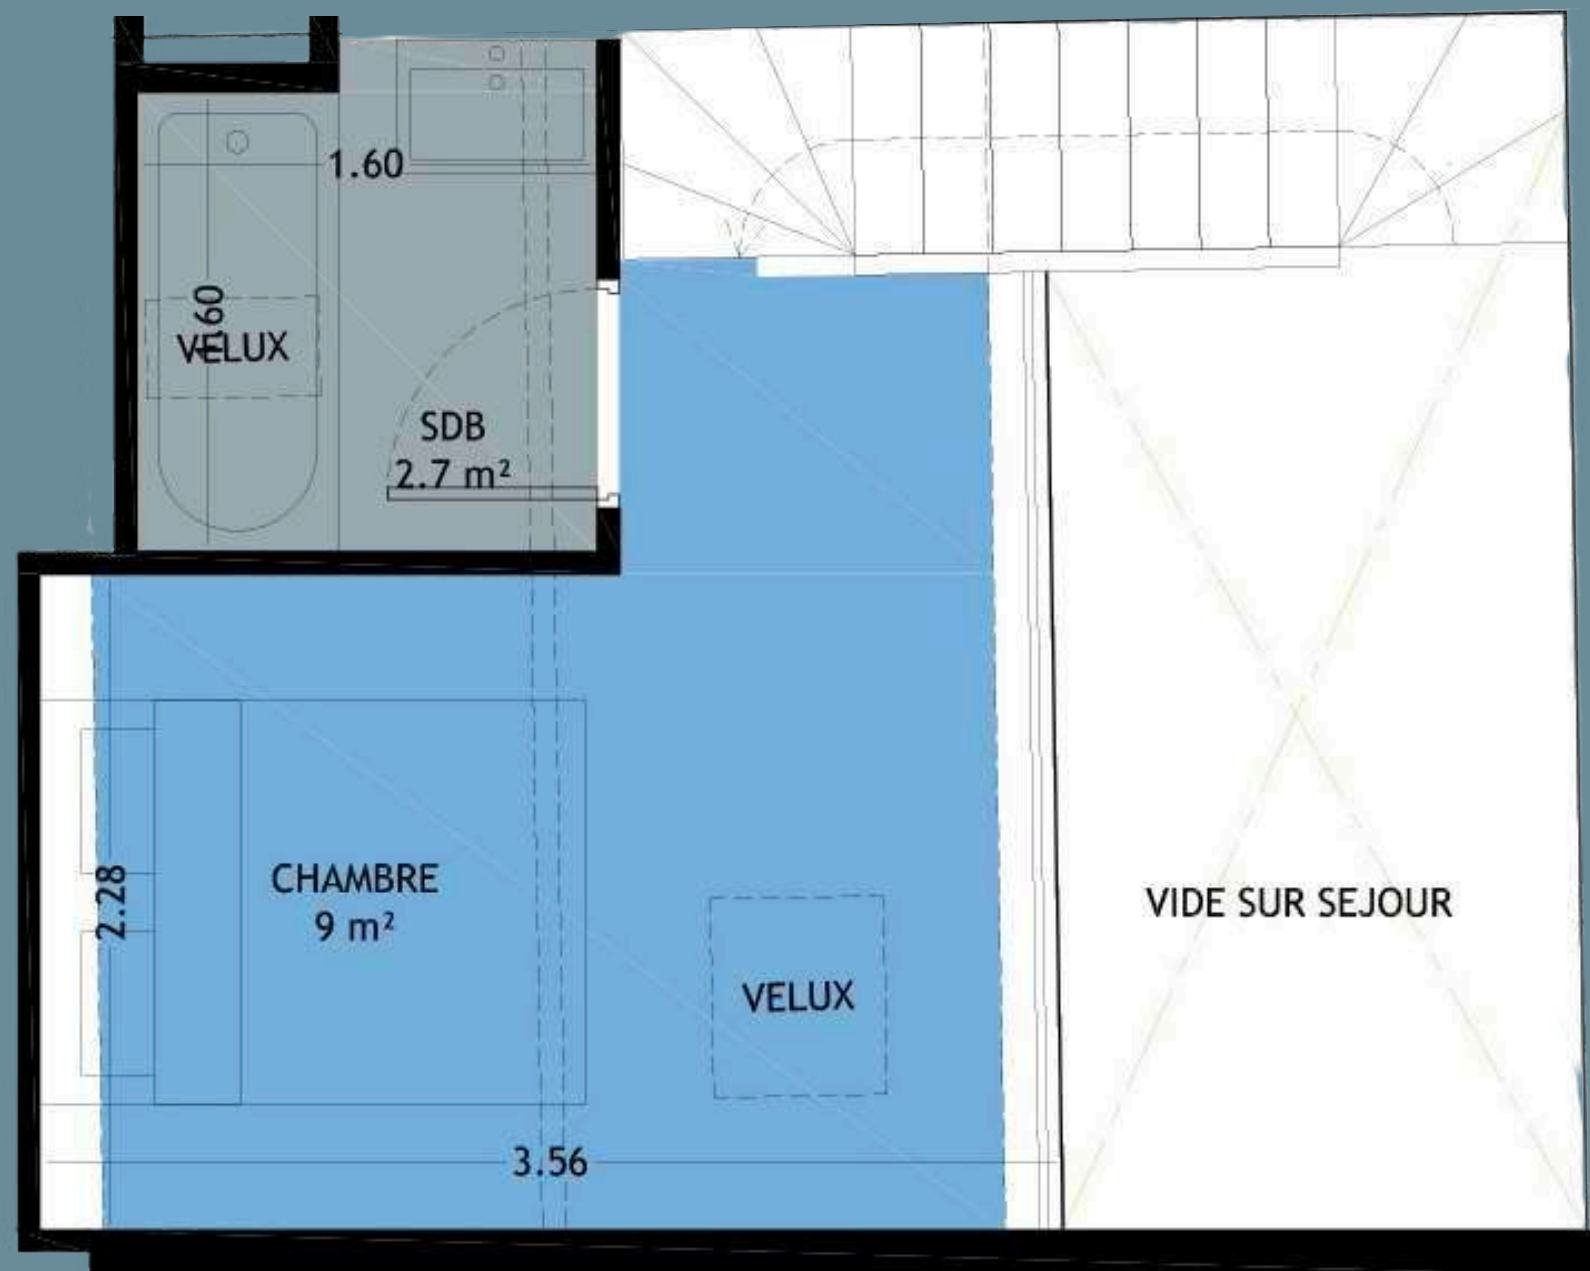 1.60
1.60
VELUX
SDB
2.7 m²
CHAMBRE
9 m²
2.28
VELUX
VIDE SUR SEJOUR
3.56